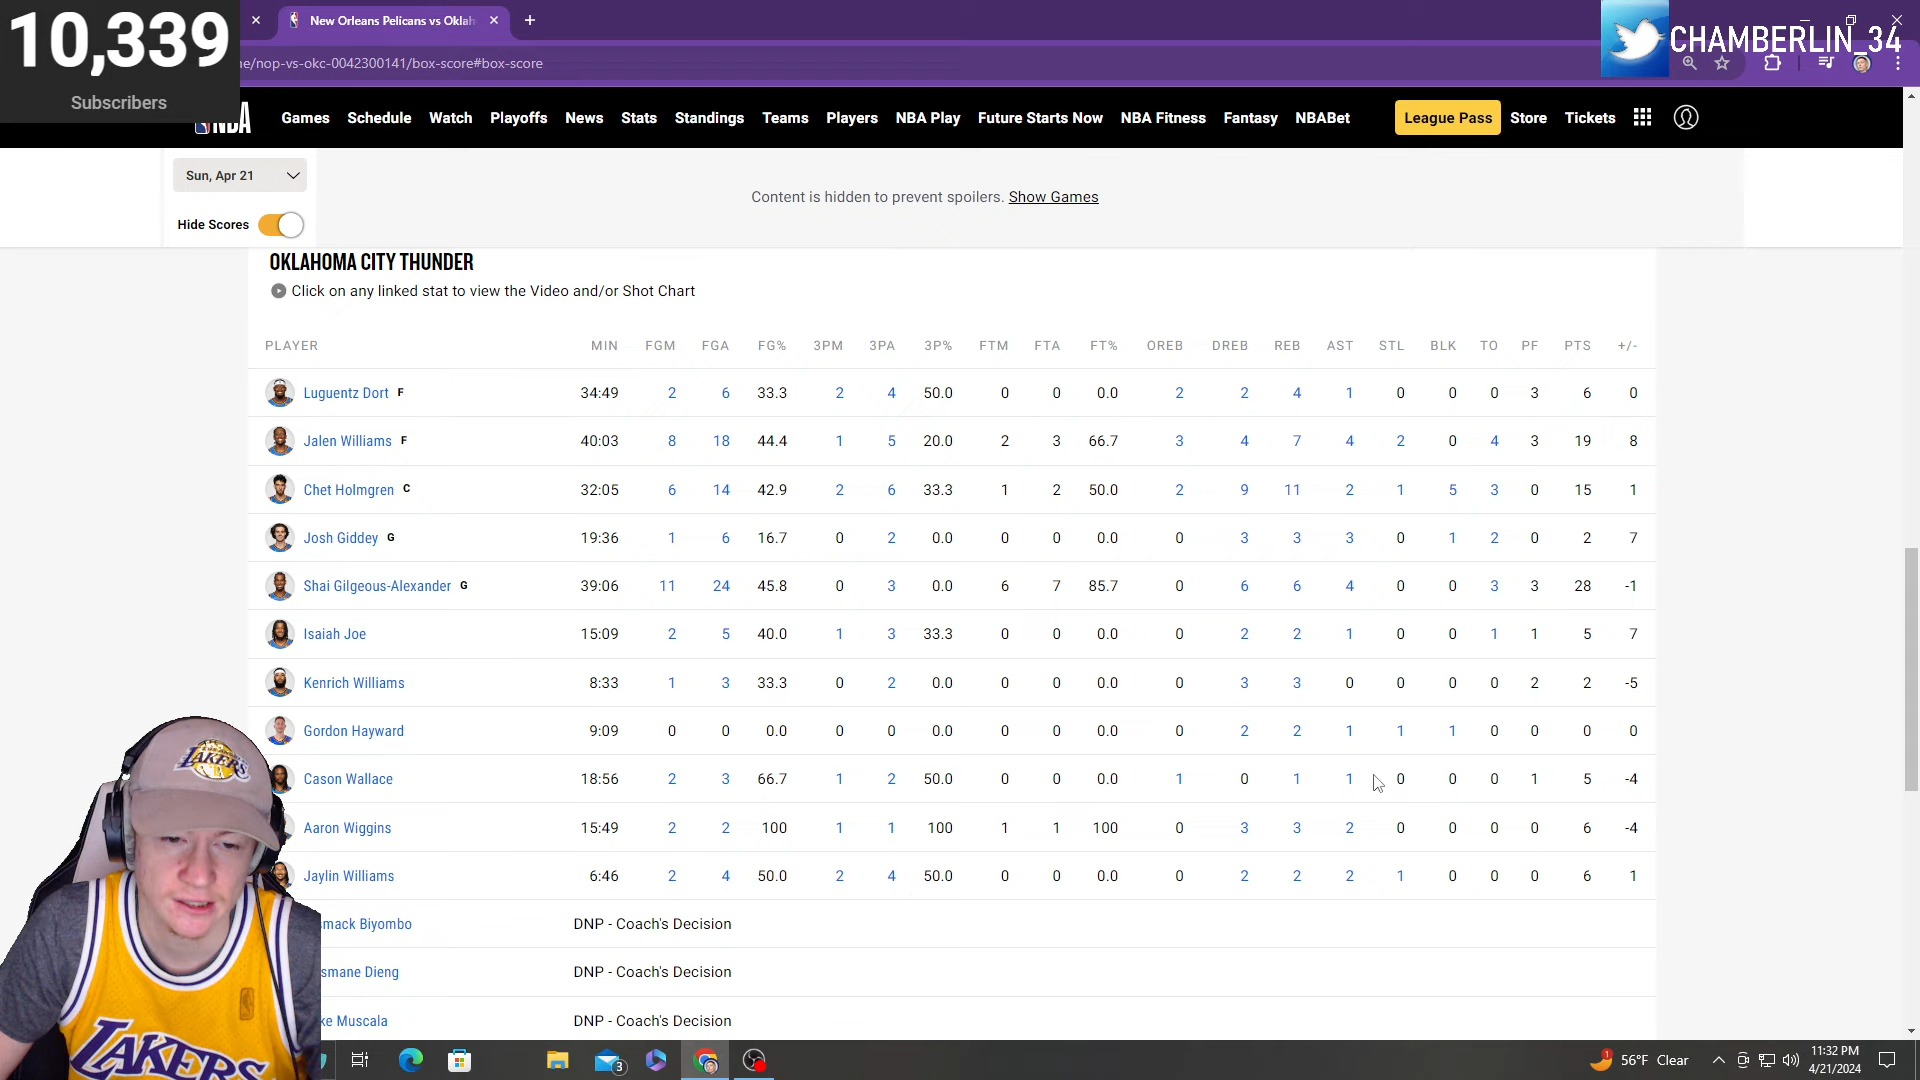 10,339
Subscribers
New Orleans Pelicans vs Oklah
CHAMBERLIN_34
/nop-vs-okc-0042300141/box-score#box-score
NBA Games Schedule Watch Playoffs News Stats Standings Teams Players NBA Play Future Starts Now NBA Fitness Fantasy NBABet League Pass Store Tickets
Sun, Apr 21
Hide Scores
Content is hidden to prevent spoilers. Show Games
OKLAHOMA CITY THUNDER
Click on any linked stat to view the Video and/or Shot Chart
PLAYER MIN FGM FGA FG% 3PM 3PA 3P% FTM FTA FT% OREB DREB REB AST STL BLK TO PF PTS +/-
Luguentz Dort F 34:49 2 6 33.3 2 4 50.0 0 0 0.0 2 2 4 1 0 0 0 3 6 0
Jalen Williams F 40:03 8 18 44.4 1 5 20.0 2 3 66.7 3 4 7 4 2 0 4 3 19 8
Chet Holmgren C 32:05 6 14 42.9 2 6 33.3 1 2 50.0 2 9 11 2 1 5 3 0 15 1
Josh Giddey G 19:36 1 6 16.7 0 2 0.0 0 0 0.0 0 3 3 3 0 1 2 0 2 7
Shai Gilgeous-Alexander G 39:06 11 24 45.8 0 3 0.0 6 7 85.7 0 6 6 4 0 0 3 3 28 -1
Isaiah Joe 15:09 2 5 40.0 1 3 33.3 0 0 0.0 0 2 2 1 0 0 1 1 5 7
Kenrich Williams 8:33 1 3 33.3 0 2 0.0 0 0 0.0 0 3 3 0 0 0 0 2 2 -5
Gordon Hayward 9:09 0 0 0.0 0 0 0.0 0 0 0.0 0 2 2 1 1 1 0 0 0 0
Cason Wallace 18:56 2 3 66.7 1 2 50.0 0 0 0.0 1 0 1 1 0 0 0 1 5 -4
Aaron Wiggins 15:49 2 2 100 1 1 100 1 1 100 0 3 3 2 0 0 0 0 6 -4
Jaylin Williams 6:46 2 4 50.0 2 4 50.0 0 0 0.0 0 2 2 2 1 0 0 0 6 1
smack Biyombo DNP - Coach's Decision
smane Dieng DNP - Coach's Decision
ke Muscala DNP - Coach's Decision
LAKERS
LAKERS
3
1
56°F Clear
11:32 PM
4/21/2024